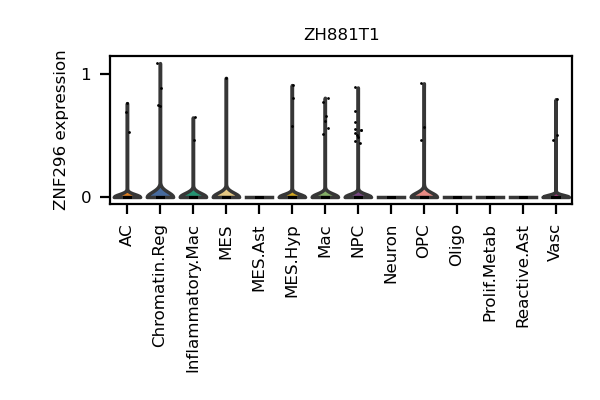 ZH881T1
ZNF296 expression
1
0
AC
Chromatin.Reg
Inflammatory.Mac
MES
MES.Ast
MES.Hyp
Mac
NPC
Neuron
OPC
Oligo
Prolif.Metab
Reactive.Ast
Vasc